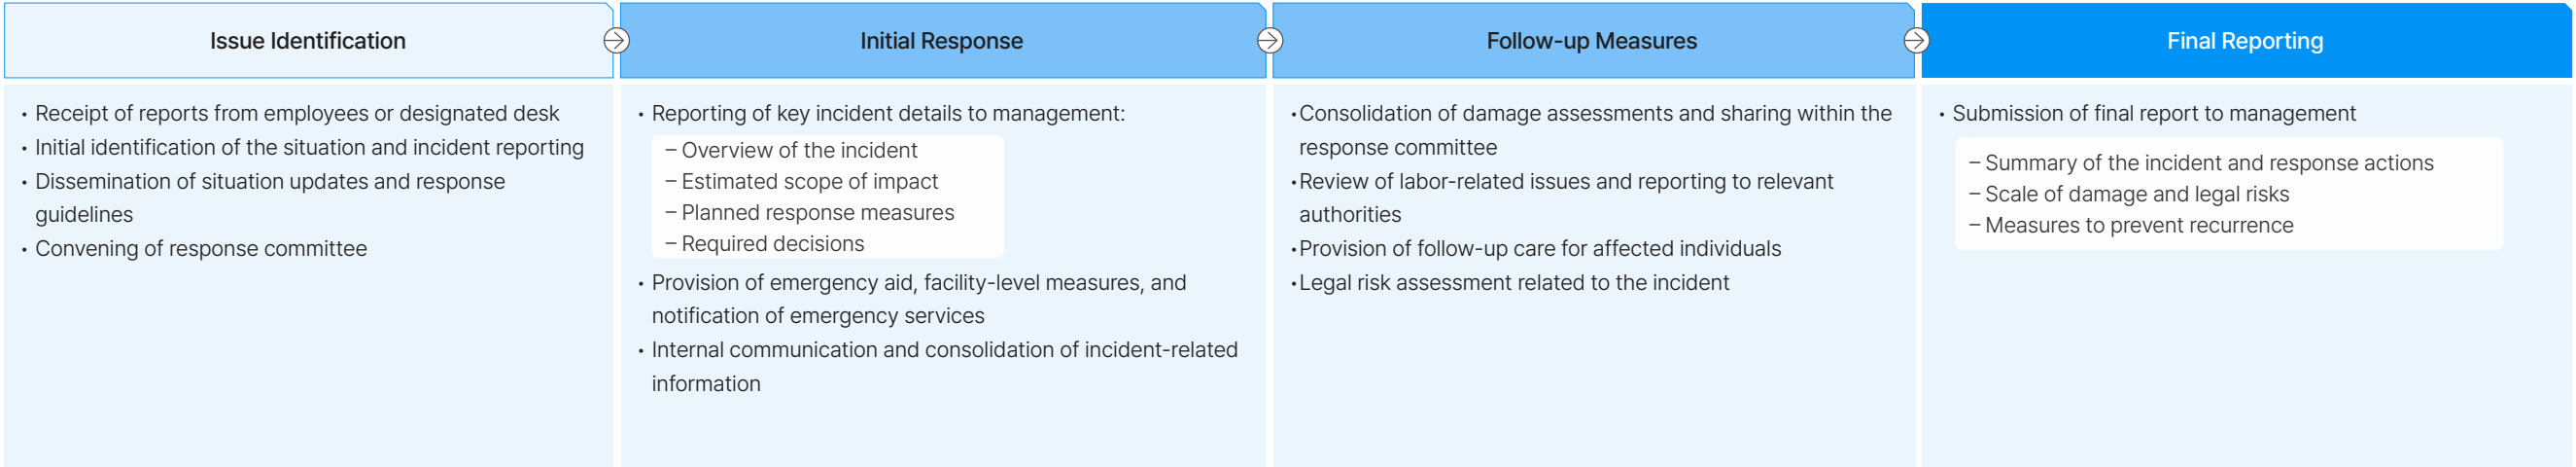 Issue Identification
• Receipt of reports from employees or designated desk
• Initial identification of the situation and incident reporting
• Dissemination of situation updates and response
guidelines
• Convening of response committee
Initial Response
• Reporting of key incident details to management:
– Overview of the incident
– Estimated scope of impact
– Planned response measures
– Required decisions
• Provision of emergency aid, facility-level measures, and
notification of emergency services
• Internal communication and consolidation of incident-related
information
Follow-up Measures
•Consolidation of damage assessments and sharing within the
response committee
•Review of labor-related issues and reporting to relevant
authorities
•Provision of follow-up care for affected individuals
•Legal risk assessment related to the incident
Final Reporting
• Submission of final report to management
– Summary of the incident and response actions
– Scale of damage and legal risks
– Measures to prevent recurrence